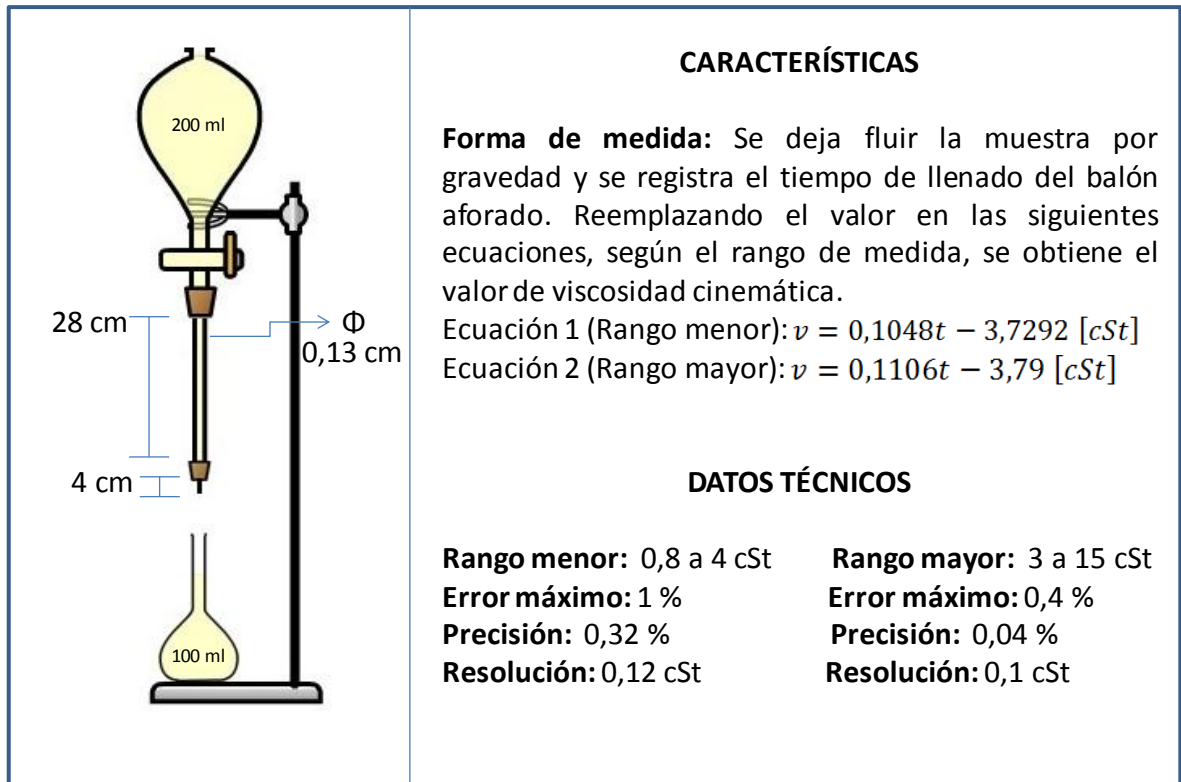 200 ml
28 cm
Φ
0,13 cm
4 cm
100 ml
CARACTERÍSTICAS
Forma de medida: Se deja fluir la muestra por
gravedad y se registra el tiempo de llenado del balón
aforado. Reemplazando el valor en las siguientes
ecuaciones, según el rango de medida, se obtiene el
valor de viscosidad cinemática.
Ecuación 1 (Rango menor): v = 0,1048t − 3,7292 [cSt]
Ecuación 2 (Rango mayor): v = 0,1106t − 3,79 [cSt]
DATOS TÉCNICOS
Rango menor: 0,8 a 4 cSt Rango mayor: 3 a 15 cSt
Error máximo: 1 % Error máximo: 0,4 %
Precisión: 0,32 % Precisión: 0,04 %
Resolución: 0,12 cSt Resolución: 0,1 cSt